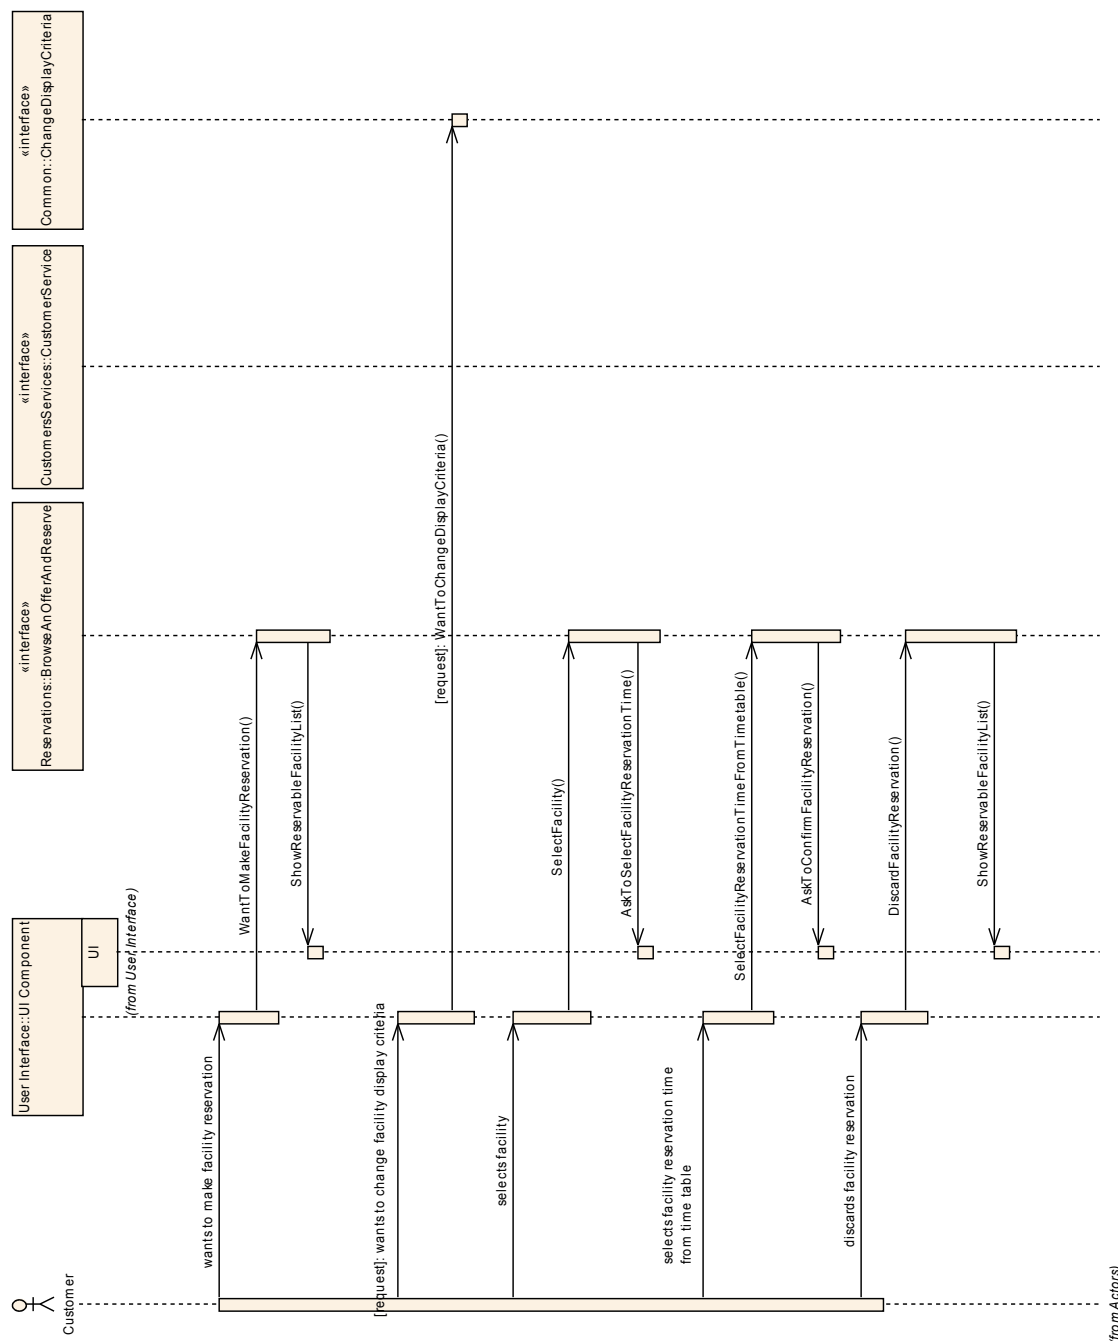 Customer
User Interface::UI Component
UI
(from User Interface)
«interface»
Reservations::BrowseAnOfferAndReserve
«interface»
CustomersServices::CustomerService
«interface»
Common::ChangeDisplayCriteria
wants to make facility reservation
WantToMakeFacilityReservation()
ShowReservableFacilityList()
[request]: wants to change facility display criteria
[request]: WantToChangeDisplayCriteria()
selects facility
SelectFacility()
AskToSelectFacilityReservationTime()
selects facility reservation time
from time table
SelectFacilityReservationTimeFromTimetable()
AskToConfirmFacilityReservation()
discards facility reservation
DiscardFacilityReservation()
ShowReservableFacilityList()
(from Actors)